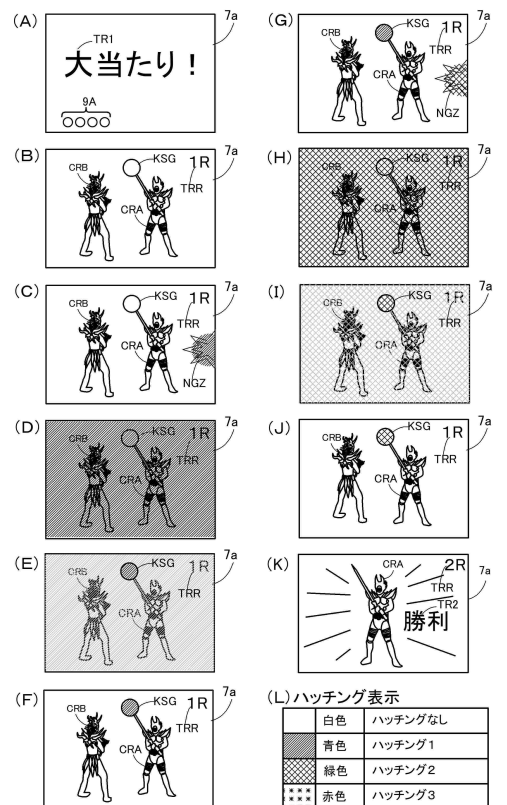 (A)
7a
TR1
大当たり！
9A
(B)
7a
CRB
KSG
1R
TRR
CRA
(C)
7a
CRB
KSG
1R
TRR
CRA
NGZ
(D)
7a
CRB
KSG
1R
TRR
CRA
(E)
7a
CRB
KSG
1R
TRR
CRA
(F)
7a
CRB
KSG
1R
TRR
CRA
(G)
7a
CRB
KSG
1R
TRR
CRA
NGZ
(H)
7a
CRB
KSG
1R
TRR
CRA
(I)
7a
CRB
KSG
1R
TRR
CRA
(J)
7a
CRB
KSG
1R
TRR
CRA
(K)
7a
CRA
2R
TRR
TR2
勝利
(L)ハッチング表示
白色 ハッチングなし
青色 ハッチング1
緑色 ハッチング2
赤色 ハッチング3